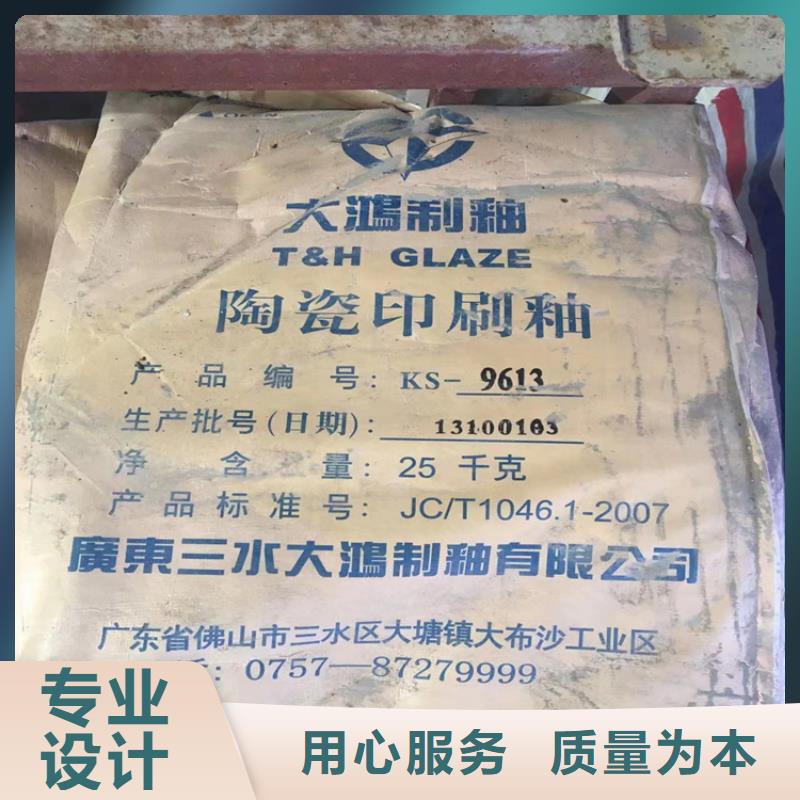 OPEN
大鴻制釉
T&H GLAZE
陶瓷印刷釉
产品编号: KS-9613
生产批号(日期): 13100103
净含量: 25 千克
产品标准号: JC/T1046.1-2007
廣東三水大鴻制釉有限公司
广东省佛山市三水区大塘镇大布沙工业区
: 0757—87279999
专业
设计
用心服务 质量为本